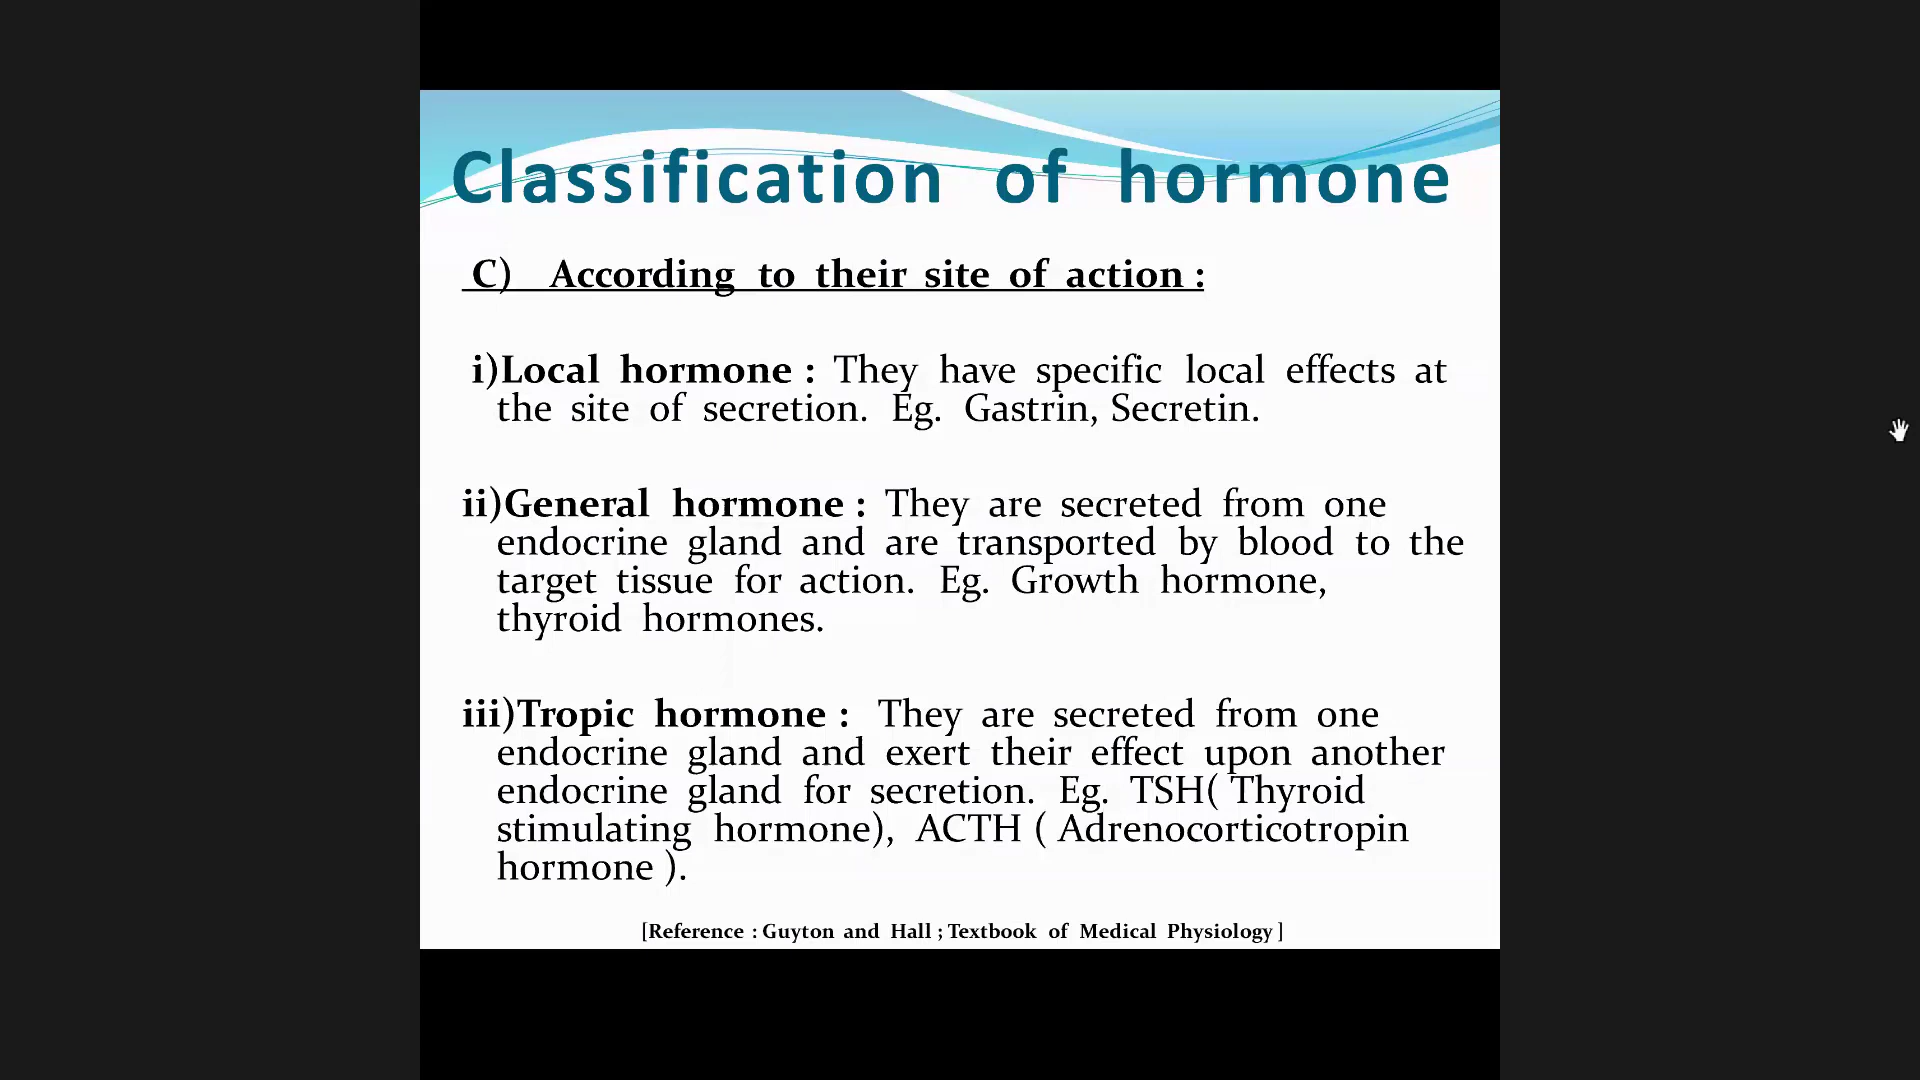 Classification of hormone
C) According to their site of action :
i)Local hormone : They have specific local effects at
the site of secretion. Eg. Gastrin, Secretin.
ii)General hormone : They are secreted from one
endocrine gland and are transported by blood to the
target tissue for action. Eg. Growth hormone,
thyroid hormones.
iii)Tropic hormone : They are secreted from one
endocrine gland and exert their effect upon another
endocrine gland for secretion. Eg. TSH( Thyroid
stimulating hormone), ACTH ( Adrenocorticotropin
hormone ).
[Reference : Guyton and Hall ; Textbook of Medical Physiology ]